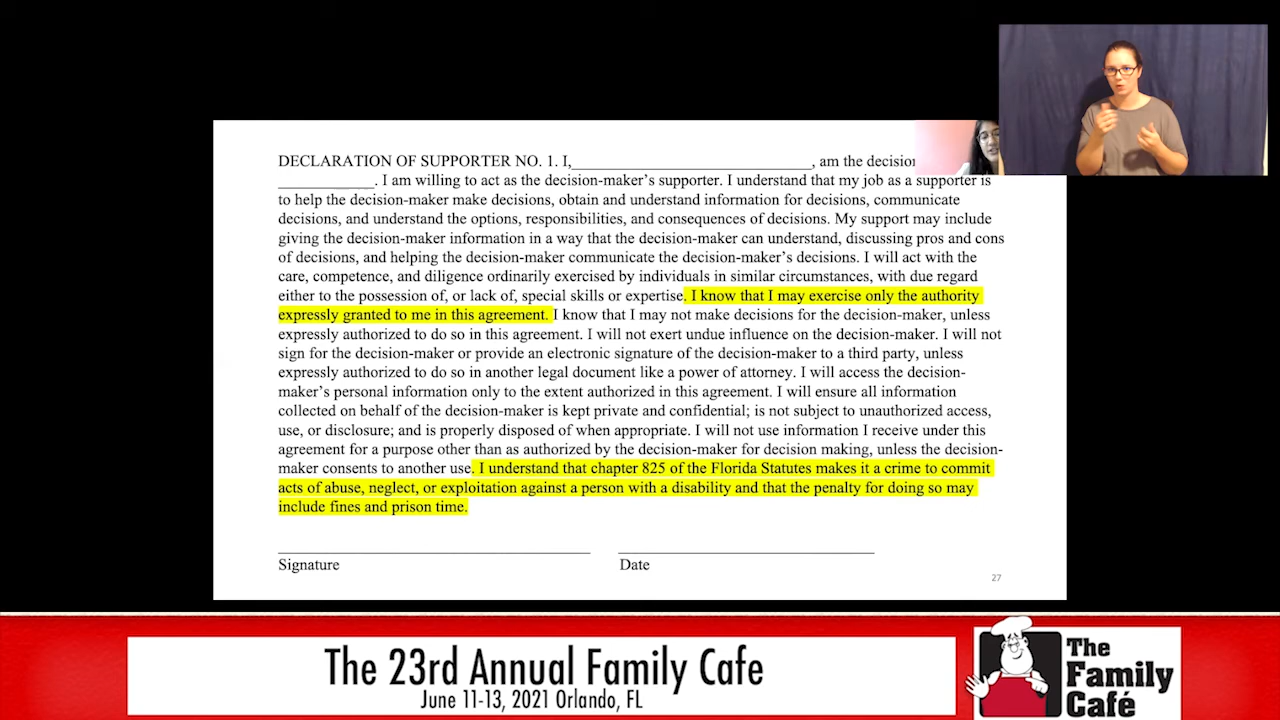 DECLARATION OF SUPPORTER NO. 1. I,______________________________, am the decision
____________. I am willing to act as the decision-maker’s supporter. I understand that my job as a supporter is
to help the decision-maker make decisions, obtain and understand information for decisions, communicate
decisions, and understand the options, responsibilities, and consequences of decisions. My support may include
giving the decision-maker information in a way that the decision-maker can understand, discussing pros and cons
of decisions, and helping the decision-maker communicate the decision-maker’s decisions. I will act with the
care, competence, and diligence ordinarily exercised by individuals in similar circumstances, with due regard
either to the possession of, or lack of, special skills or expertise. I know that I may exercise only the authority
expressly granted to me in this agreement. I know that I may not make decisions for the decision-maker, unless
expressly authorized to do so in this agreement. I will not exert undue influence on the decision-maker. I will not
sign for the decision-maker or provide an electronic signature of the decision-maker to a third party, unless
expressly authorized to do so in another legal document like a power of attorney. I will access the decision-
maker’s personal information only to the extent authorized in this agreement. I will ensure all information
collected on behalf of the decision-maker is kept private and confidential; is not subject to unauthorized access,
use, or disclosure; and is properly disposed of when appropriate. I will not use information I receive under this
agreement for a purpose other than as authorized by the decision-maker for decision making, unless the decision-
maker consents to another use. I understand that chapter 825 of the Florida Statutes makes it a crime to commit
acts of abuse, neglect, or exploitation against a person with a disability and that the penalty for doing so may
include fines and prison time.
Signature Date
27
The 23rd Annual Family Cafe
June 11-13, 2021 Orlando, FL
The
Family
Café